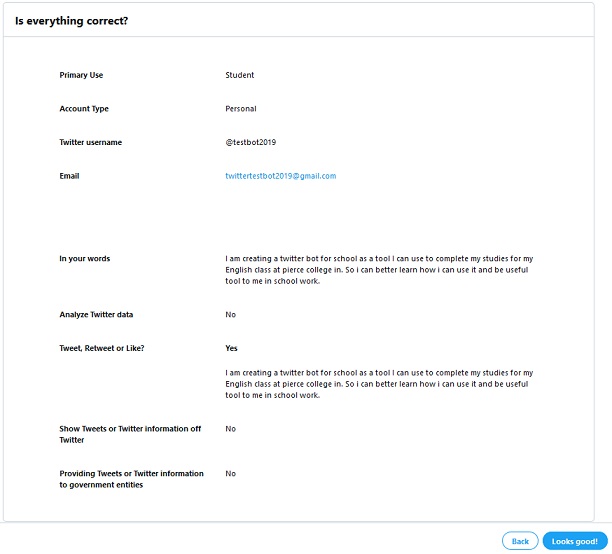 Is everything correct?
Primary Use Student
Account Type Personal
Twitter username @testbot2019
Email twittertestbot2019@gmail.com
In your words I am creating a twitter bot for school as a tool I can use to complete my studies for my
English class at pierce college in. So i can better learn how i can use it and be useful
tool to me in school work.
Analyze Twitter data No
Tweet, Retweet or Like? Yes
I am creating a twitter bot for school as a tool I can use to complete my studies for my
English class at pierce college in. So i can better learn how i can use it and be useful
tool to me in school work.
Show Tweets or Twitter information off No
Twitter
Providing Tweets or Twitter information No
to government entities
Back Looks good!